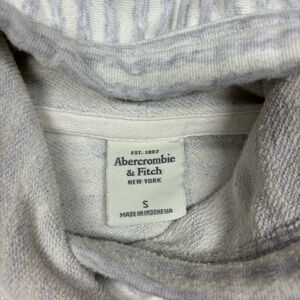 EST. 1892
Abercrombie
& Fitch
NEW YORK
S
MADE IN INDONESIA